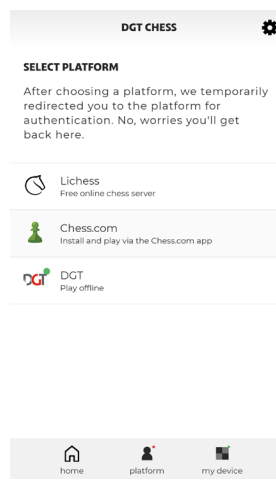 DGT CHESS
SELECT PLATFORM
After choosing a platform, we temporarily
redirected you to the platform for
authentication. No, worries you'll get
back here.
Lichess
Free online chess server
Chess.com
Install and play via the Chess.com app
DGT
DGT
Play offline
home platform my device